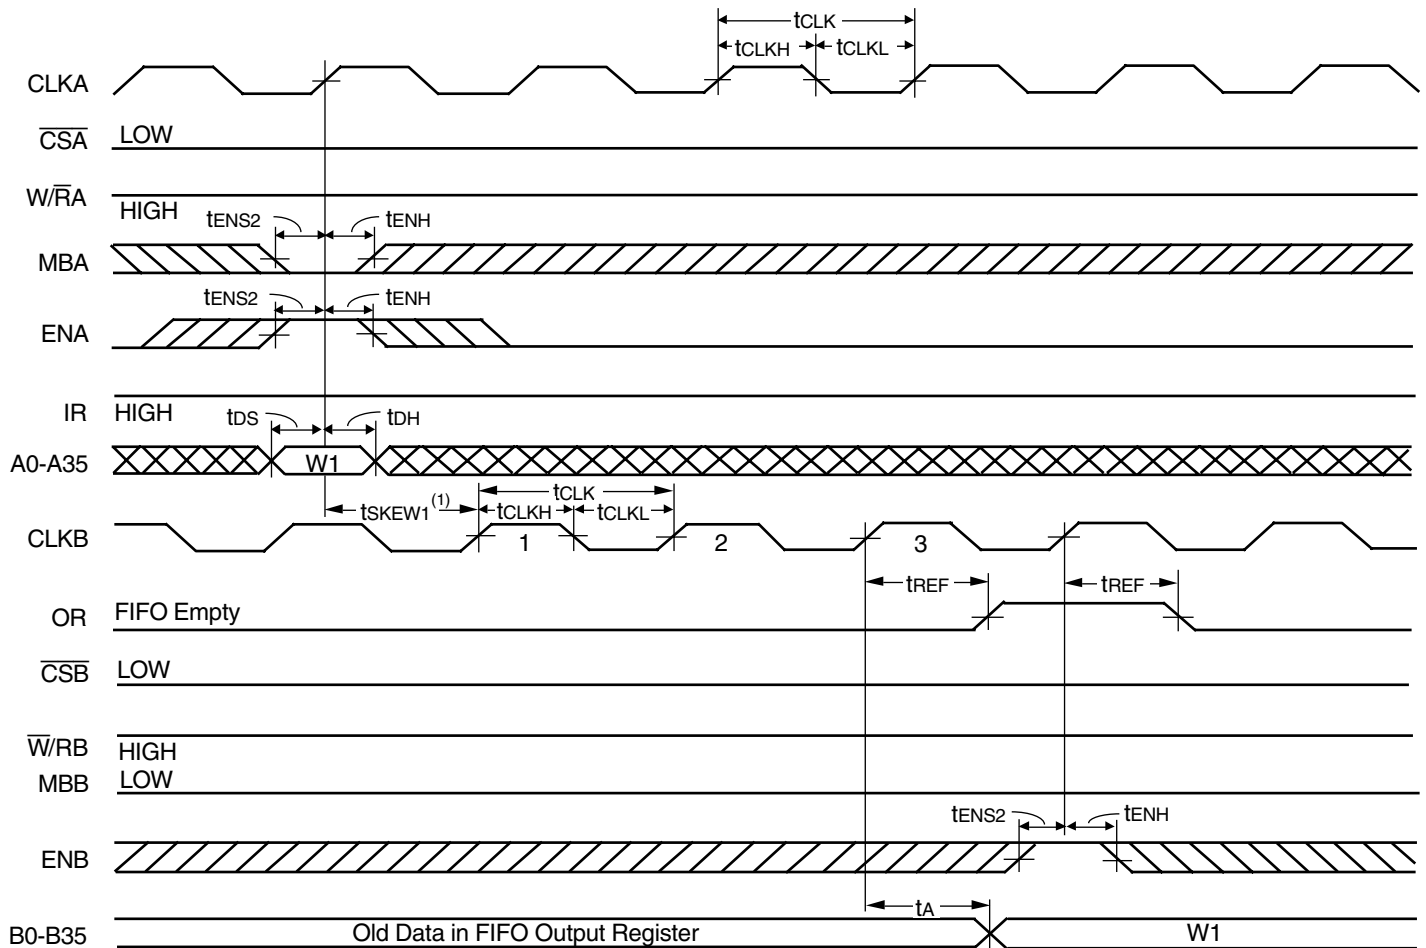 tCLK
tCLKH tCLKL
CLKA
CSA LOW
W/RA HIGH
tENS2 tENH
MBA
tENS2 tENH
ENA
IR HIGH
tDS tDH
A0-A35 W1
tSKEW1(1) tCLK
tCLKH tCLKL
CLKB 1 2 3
tREF tREF
OR FIFO Empty
CSB LOW
W/RB HIGH
MBB LOW
tENS2 tENH
ENB
tA
B0-B35 Old Data in FIFO Output Register W1